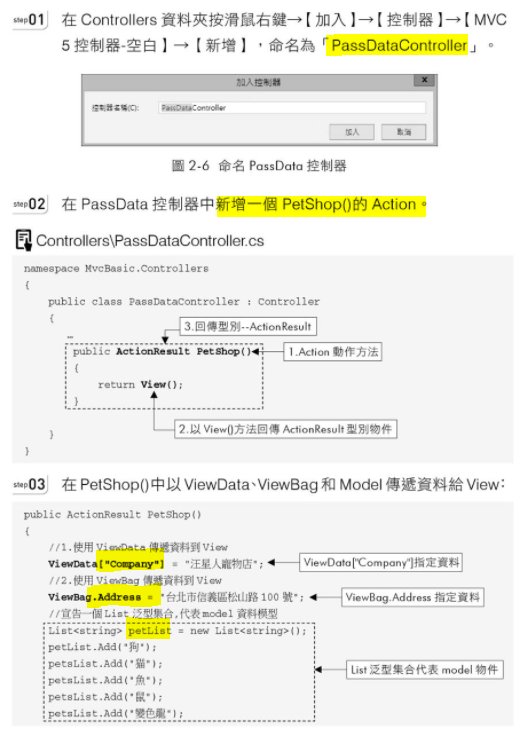 step01 在 Controllers 資料夾按滑鼠右鍵→【加入】→【控制器】→【MVC
5 控制器-空白】→【新增】，命名為「PassDataController」。
加入控制器
×
控制器名稱(C):
PassDataController
加入
取消
圖 2-6 命名 PassData 控制器
step02 在 PassData 控制器中新增一個 PetShop()的 Action。
Controllers\PassDataController.cs
namespace MvcBasic.Controllers
{
public class PassDataController : Controller
{
3.回傳型別--ActionResult
…
public ActionResult PetShop()
1.Action 動作方法
{
return View();
}
2.以 View()方法回傳 ActionResult 型別物件
}
}
step03 在 PetShop()中以 ViewData、ViewBag 和 Model 傳遞資料給 View：
public ActionResult PetShop()
{
//1.使用 ViewData 傳遞資料到 View
ViewData["Company"] = "汪星人寵物店";
ViewData["Company"]指定資料
//2.使用 ViewBag 傳遞資料到 View
ViewBag.Address = "台北市信義區松山路 100 號";
ViewBag.Address 指定資料
//宣告一個 List 泛型集合,代表 model 資料模型
List<string> petList = new List<string>();
petList.Add("狗");
petsList.Add("貓");
petsList.Add("魚");
petsList.Add("鼠");
petsList.Add("變色龍");
List 泛型集合代表 model 物件